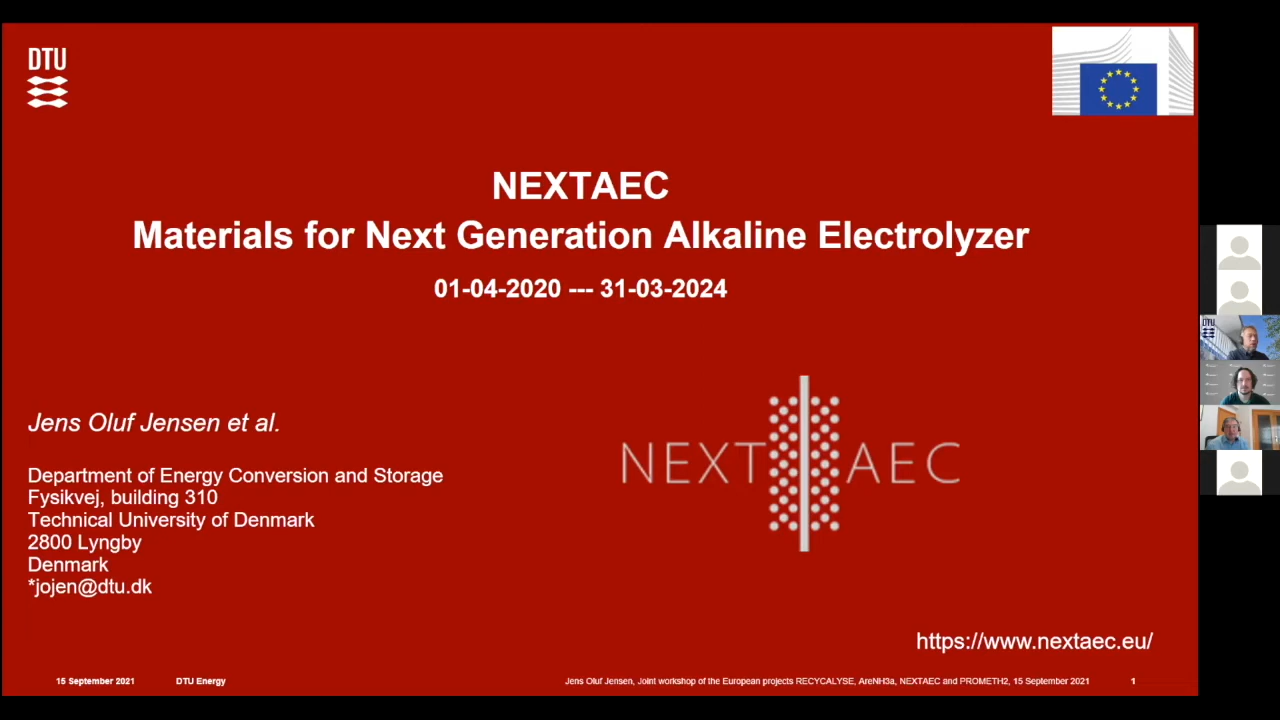 DTU
NEXTAEC
Materials for Next Generation Alkaline Electrolyzer
01-04-2020 --- 31-03-2024
Jens Oluf Jensen et al.
Department of Energy Conversion and Storage
Fysikvej, building 310
Technical University of Denmark
2800 Lyngby
Denmark
*jojen@dtu.dk
NEXT AEC
https://www.nextaec.eu/
15 September 2021 DTU Energy Jens Oluf Jensen, Joint workshop of the European projects RECYCALYSE, AreNH3a, NEXTAEC and PROMETH2, 15 September 2021 1
DTU